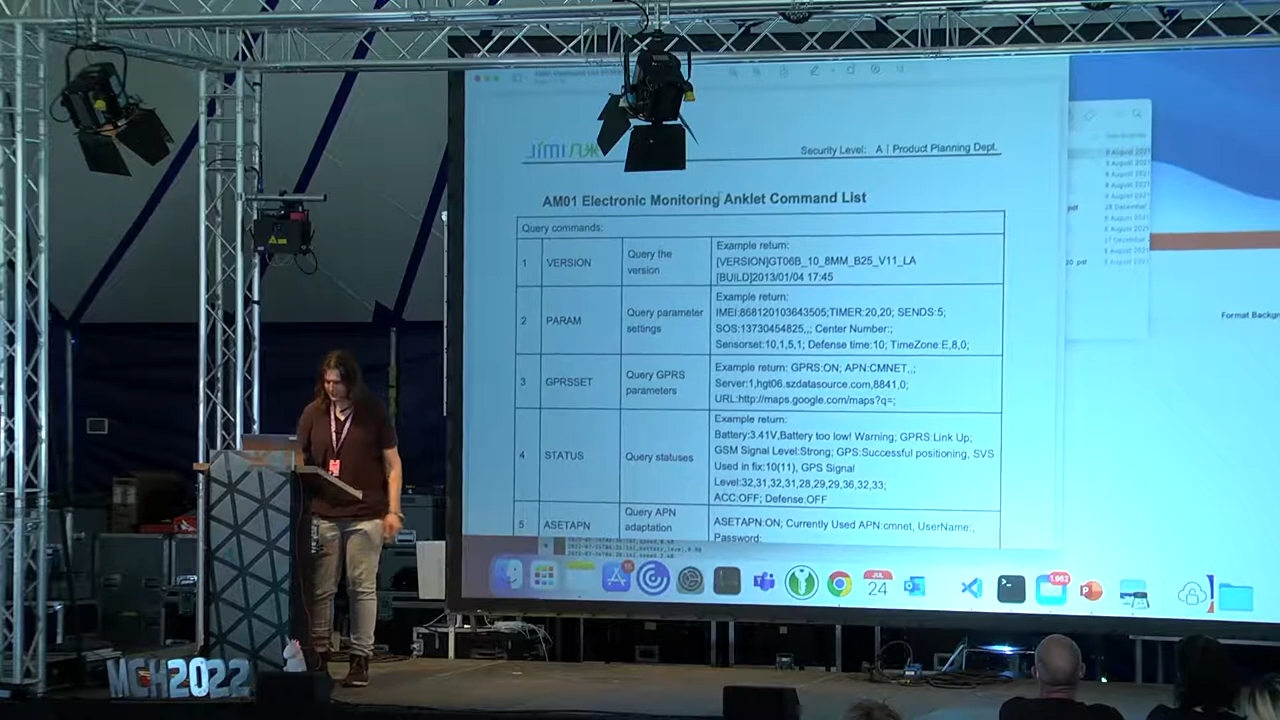 JIMI 几米
Security Level: A | Product Planning Dept.
AM01 Electronic Monitoring Anklet Command List
Query commands:
1 VERSION Query the version Example return:
[VERSION]GT06B_10_8MM_B25_V11_LA
[BUILD]2013/01/04 17:45
2 PARAM Query parameter settings Example return:
IMEI:868120103643505;TIMER:20,20; SENDS:5;
SOS:13730454825,,; Center Number:;
Sensorset:10,1,5,1; Defense time:10; TimeZone:E,8,0;
3 GPRSSET Query GPRS parameters Example return: GPRS:ON; APN:CMNET,,;
Server:1,hgt06.szdatasource.com,8841,0;
URL:http://maps.google.com/maps?q=;
4 STATUS Query statuses Example return:
Battery:3.41V,Battery too low! Warning; GPRS:Link Up;
GSM Signal Level:Strong; GPS:Successful positioning, SVS
Used in fix:10(11), GPS Signal
Level:32,31,32,31,28,29,29,36,32,33;
ACC:OFF; Defense:OFF
5 ASETAPN Query APN adaptation ASETAPN:ON; Currently Used APN:cmnet, UserName:,
Password:
Format Backgr
JUL
24
1.962
MCH2022